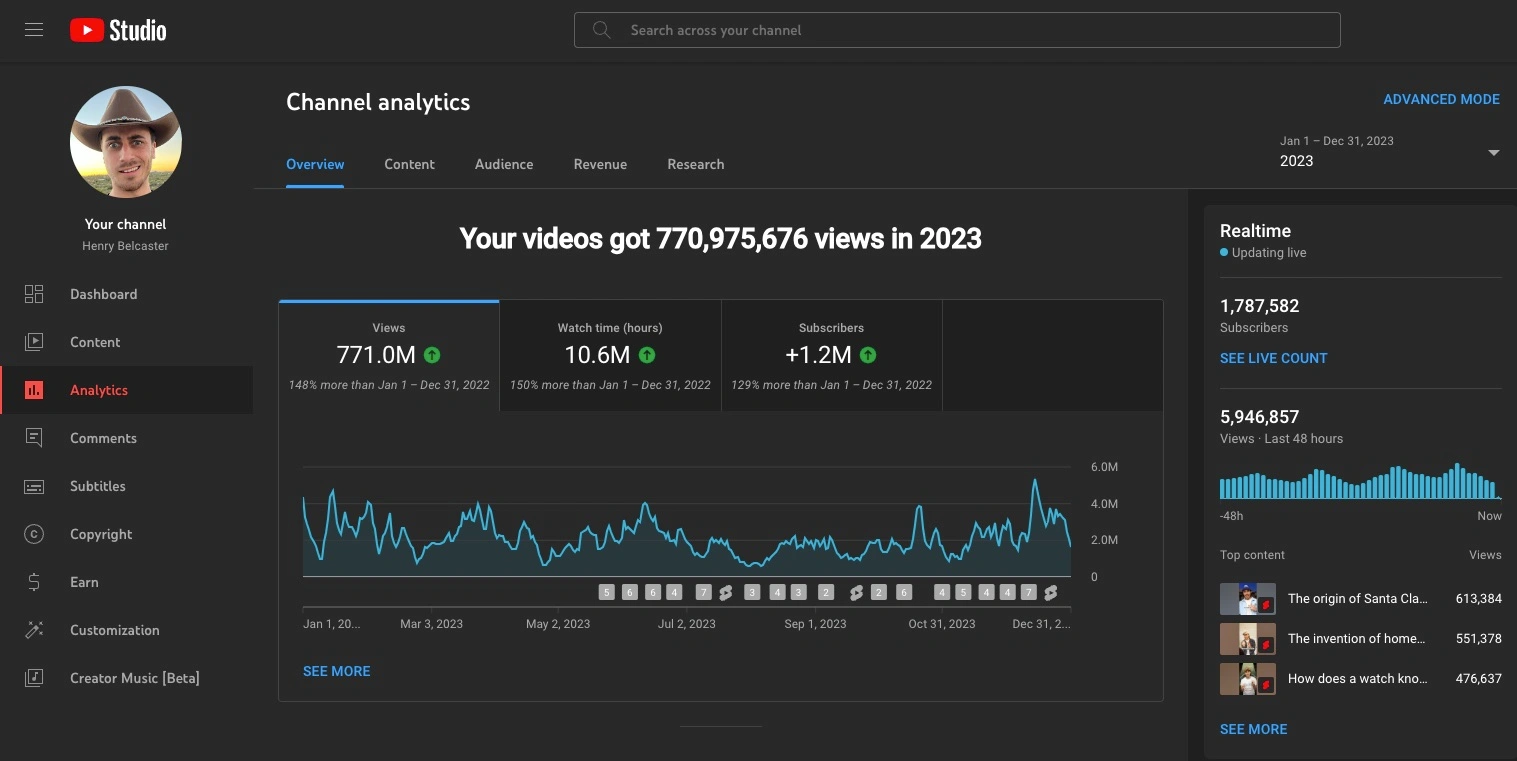 Studio
Search across your channel
Your channel
Henry Belcaster
Dashboard
Content
Analytics
Comments
Subtitles
Copyright
Earn
Customization
Creator Music [Beta]
Channel analytics
ADVANCED MODE
Overview Content Audience Revenue Research
Jan 1 – Dec 31, 2023
2023
Your videos got 770,975,676 views in 2023
Views
771.0M
148% more than Jan 1 – Dec 31, 2022
Watch time (hours)
10.6M
150% more than Jan 1 – Dec 31, 2022
Subscribers
+1.2M
129% more than Jan 1 – Dec 31, 2022
6.0M
4.0M
2.0M
0
5 6 6 4 7 3 4 3 2 2 6 4 5 4 4 7
Jan 1, 20... Mar 3, 2023 May 2, 2023 Jul 2, 2023 Sep 1, 2023 Oct 31, 2023 Dec 31, 2...
SEE MORE
Realtime
Updating live
1,787,582
Subscribers
SEE LIVE COUNT
5,946,857
Views · Last 48 hours
-48h Now
Top content Views
The origin of Santa Cla... 613,384
The invention of home... 551,378
How does a watch kno... 476,637
SEE MORE